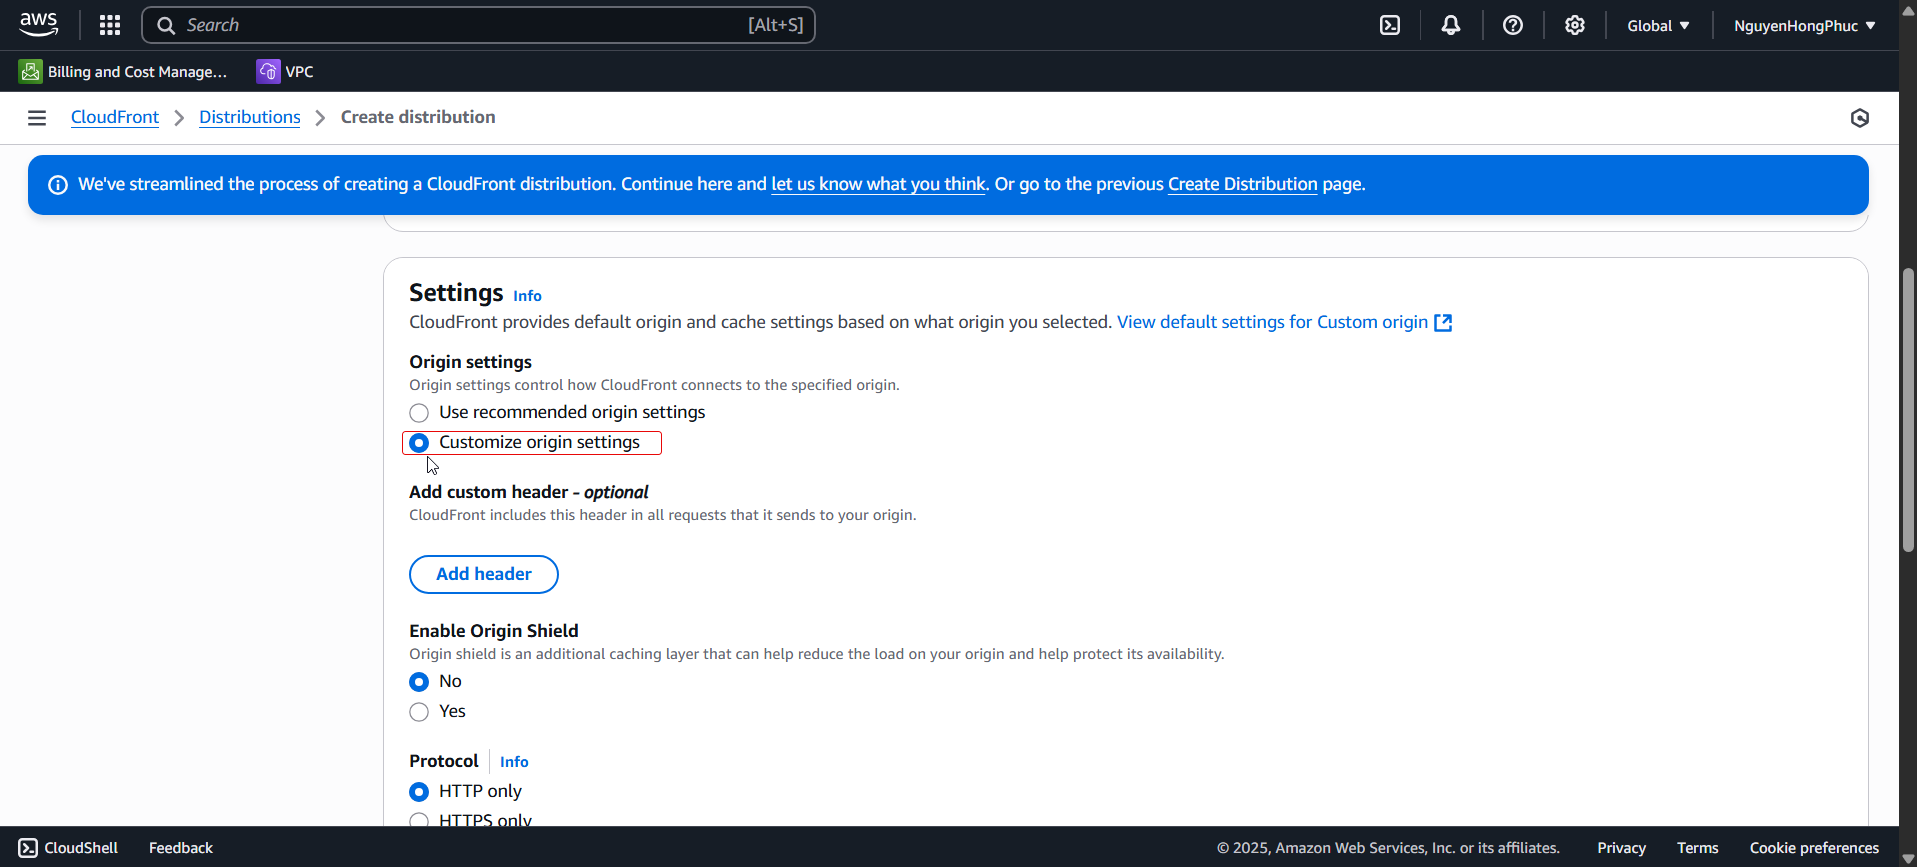 aws
Search [Alt+S]
Global NguyenHongPhuc
Billing and Cost Manage... VPC
CloudFront Distributions Create distribution
We've streamlined the process of creating a CloudFront distribution. Continue here and let us know what you think. Or go to the previous Create Distribution page.
Settings Info
CloudFront provides default origin and cache settings based on what origin you selected. View default settings for Custom origin
Origin settings
Origin settings control how CloudFront connects to the specified origin.
Use recommended origin settings
Customize origin settings
Add custom header - optional
CloudFront includes this header in all requests that it sends to your origin.
Add header
Enable Origin Shield
Origin shield is an additional caching layer that can help reduce the load on your origin and help protect its availability.
No
Yes
Protocol Info
HTTP only
HTTPS only
CloudShell Feedback © 2025, Amazon Web Services, Inc. or its affiliates. Privacy Terms Cookie preferences